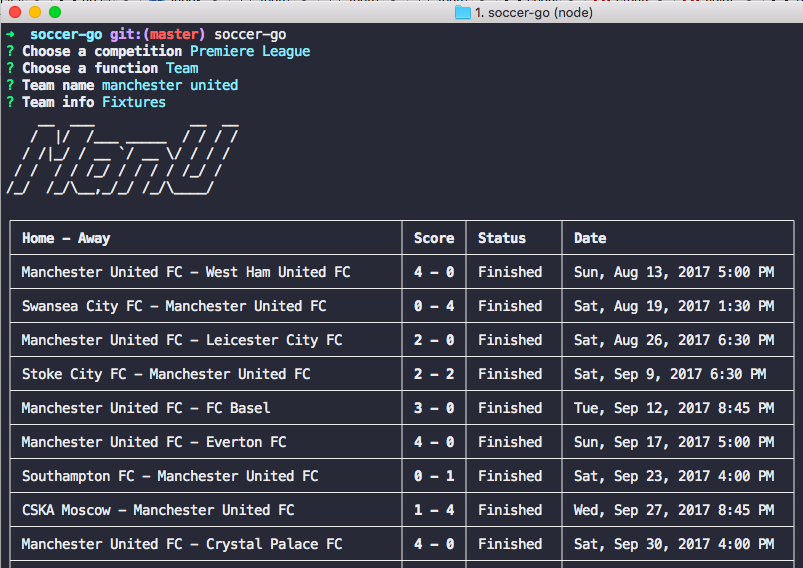 1. soccer-go (node)
➜ soccer-go git:(master) soccer-go
? Choose a competition Premiere League
? Choose a function Team
? Team name manchester united
? Team info Fixtures
ManU
Home - Away Score Status Date
Manchester United FC - West Ham United FC 4 - 0 Finished Sun, Aug 13, 2017 5:00 PM
Swansea City FC - Manchester United FC 0 - 4 Finished Sat, Aug 19, 2017 1:30 PM
Manchester United FC - Leicester City FC 2 - 0 Finished Sat, Aug 26, 2017 6:30 PM
Stoke City FC - Manchester United FC 2 - 2 Finished Sat, Sep 9, 2017 6:30 PM
Manchester United FC - FC Basel 3 - 0 Finished Tue, Sep 12, 2017 8:45 PM
Manchester United FC - Everton FC 4 - 0 Finished Sun, Sep 17, 2017 5:00 PM
Southampton FC - Manchester United FC 0 - 1 Finished Sat, Sep 23, 2017 4:00 PM
CSKA Moscow - Manchester United FC 1 - 4 Finished Wed, Sep 27, 2017 8:45 PM
Manchester United FC - Crystal Palace FC 4 - 0 Finished Sat, Sep 30, 2017 4:00 PM